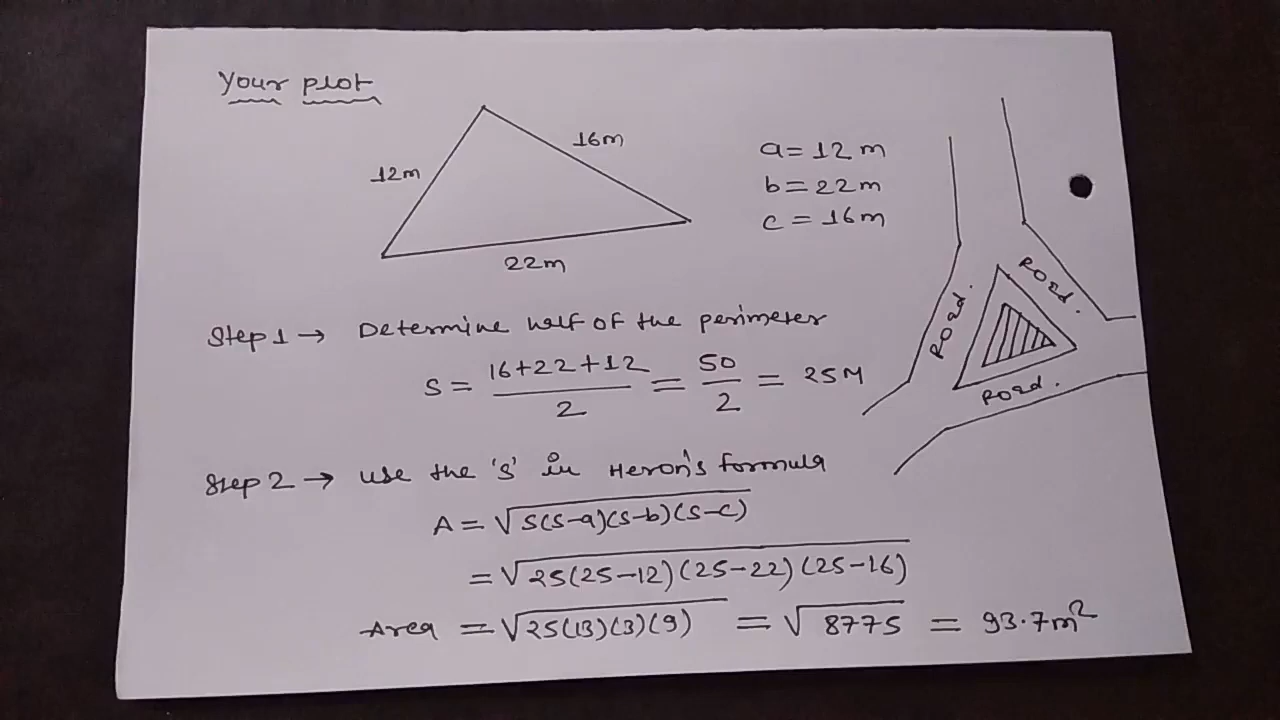 Your plot
12m
16m
22m
a = 12 m
b = 22 m
c = 16 m
Road.
Road.
Road.
Step 1 → Determine half of the perimeter
S = 16+22+12 / 2 = 50 / 2 = 25M
Step 2 → Use the 'S' in Heron's formula
A = √S(S-a)(S-b)(S-c)
= √25(25-12)(25-22)(25-16)
Area = √25(13)(3)(9) = √8775 = 93.7m²